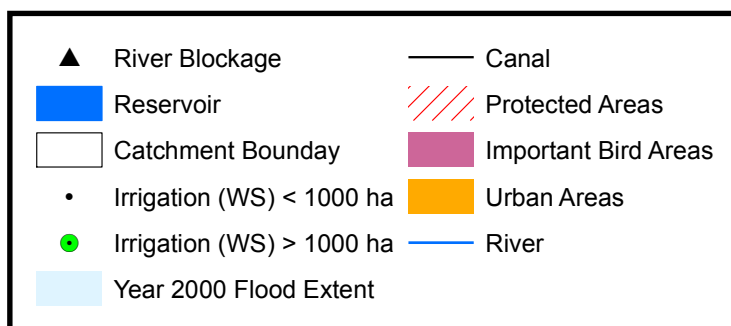 River Blockage
Reservoir
Catchment Bounday
Irrigation (WS) < 1000 ha
Irrigation (WS) > 1000 ha
Year 2000 Flood Extent
Canal
Protected Areas
Important Bird Areas
Urban Areas
River